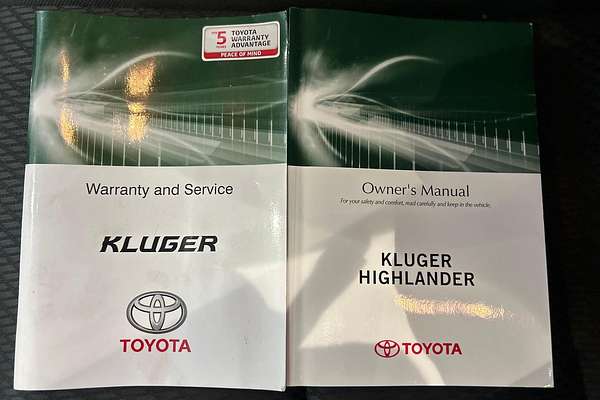 5
YEARS
TOYOTA
WARRANTY
ADVANTAGE
PEACE OF MIND
Warranty and Service
KLUGER
TOYOTA
Owner's Manual
For your safety and comfort, read carefully and keep in the vehicle.
KLUGER
HIGHLANDER
TOYOTA